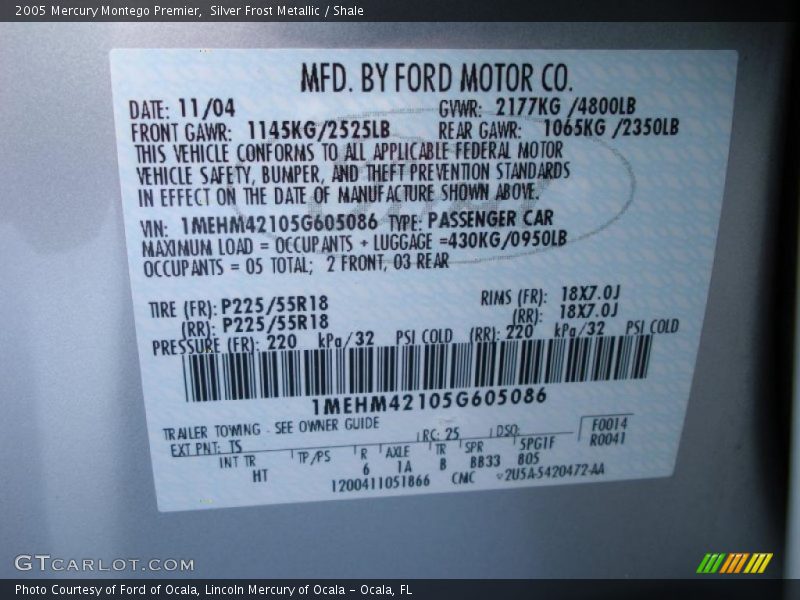 2005 Mercury Montego Premier,  Silver Frost Metallic / Shale
MFD. BY FORD MOTOR CO.
DATE: 11/04 GVWR: 2177KG /4800LB
FRONT GAWR: 1145KG/2525LB REAR GAWR: 1065KG /2350LB
THIS VEHICLE CONFORMS TO ALL APPLICABLE FEDERAL MOTOR
VEHICLE SAFETY, BUMPER, AND THEFT PREVENTION STANDARDS
IN EFFECT ON THE DATE OF MANUFACTURE SHOWN ABOVE.
VIN: 1MEHM42105G605086 TYPE: PASSENGER CAR
MAXIMUM LOAD = OCCUPANTS + LUGGAGE =430KG/0950LB
OCCUPANTS = 05 TOTAL; 2 FRONT, 03 REAR
TIRE (FR): P225/55R18 RIMS (FR): 18X7.0J
(RR): P225/55R18 (RR): 18X7.0J
PRESSURE (FR): 220 kPa/32 PSI COLD (RR): 220 kPa/32 PSI COLD
1MEHM42105G605086
TRAILER TOWING - SEE OWNER GUIDE
EXT PNT: TS RC: 25 DSO: F0014
R0041
INT TR TP/PS R AXLE TR SPR SPGIF
HT 6 1A B BB33 805
1200411051866 CMC 2U5A-5420472-AA
GTCARLOT.COM
Photo Courtesy of Ford of Ocala, Lincoln Mercury of Ocala – Ocala, FL